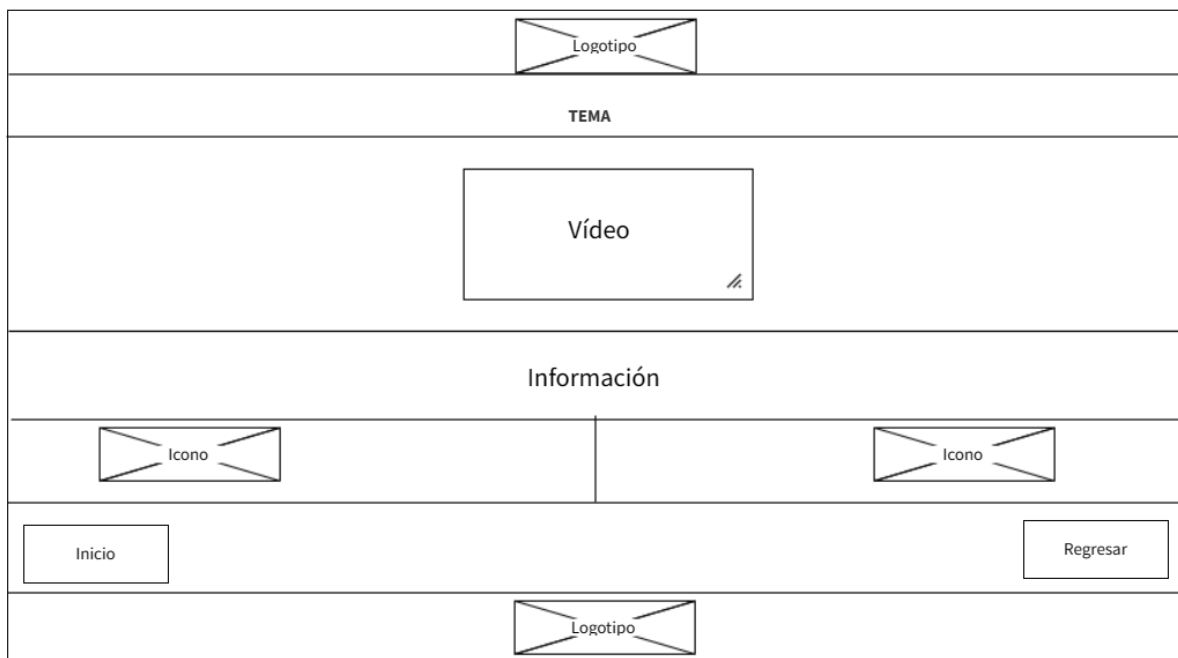 Logotipo
TEMA
Vídeo
Información
Icono
Icono
Inicio
Regresar
Logotipo